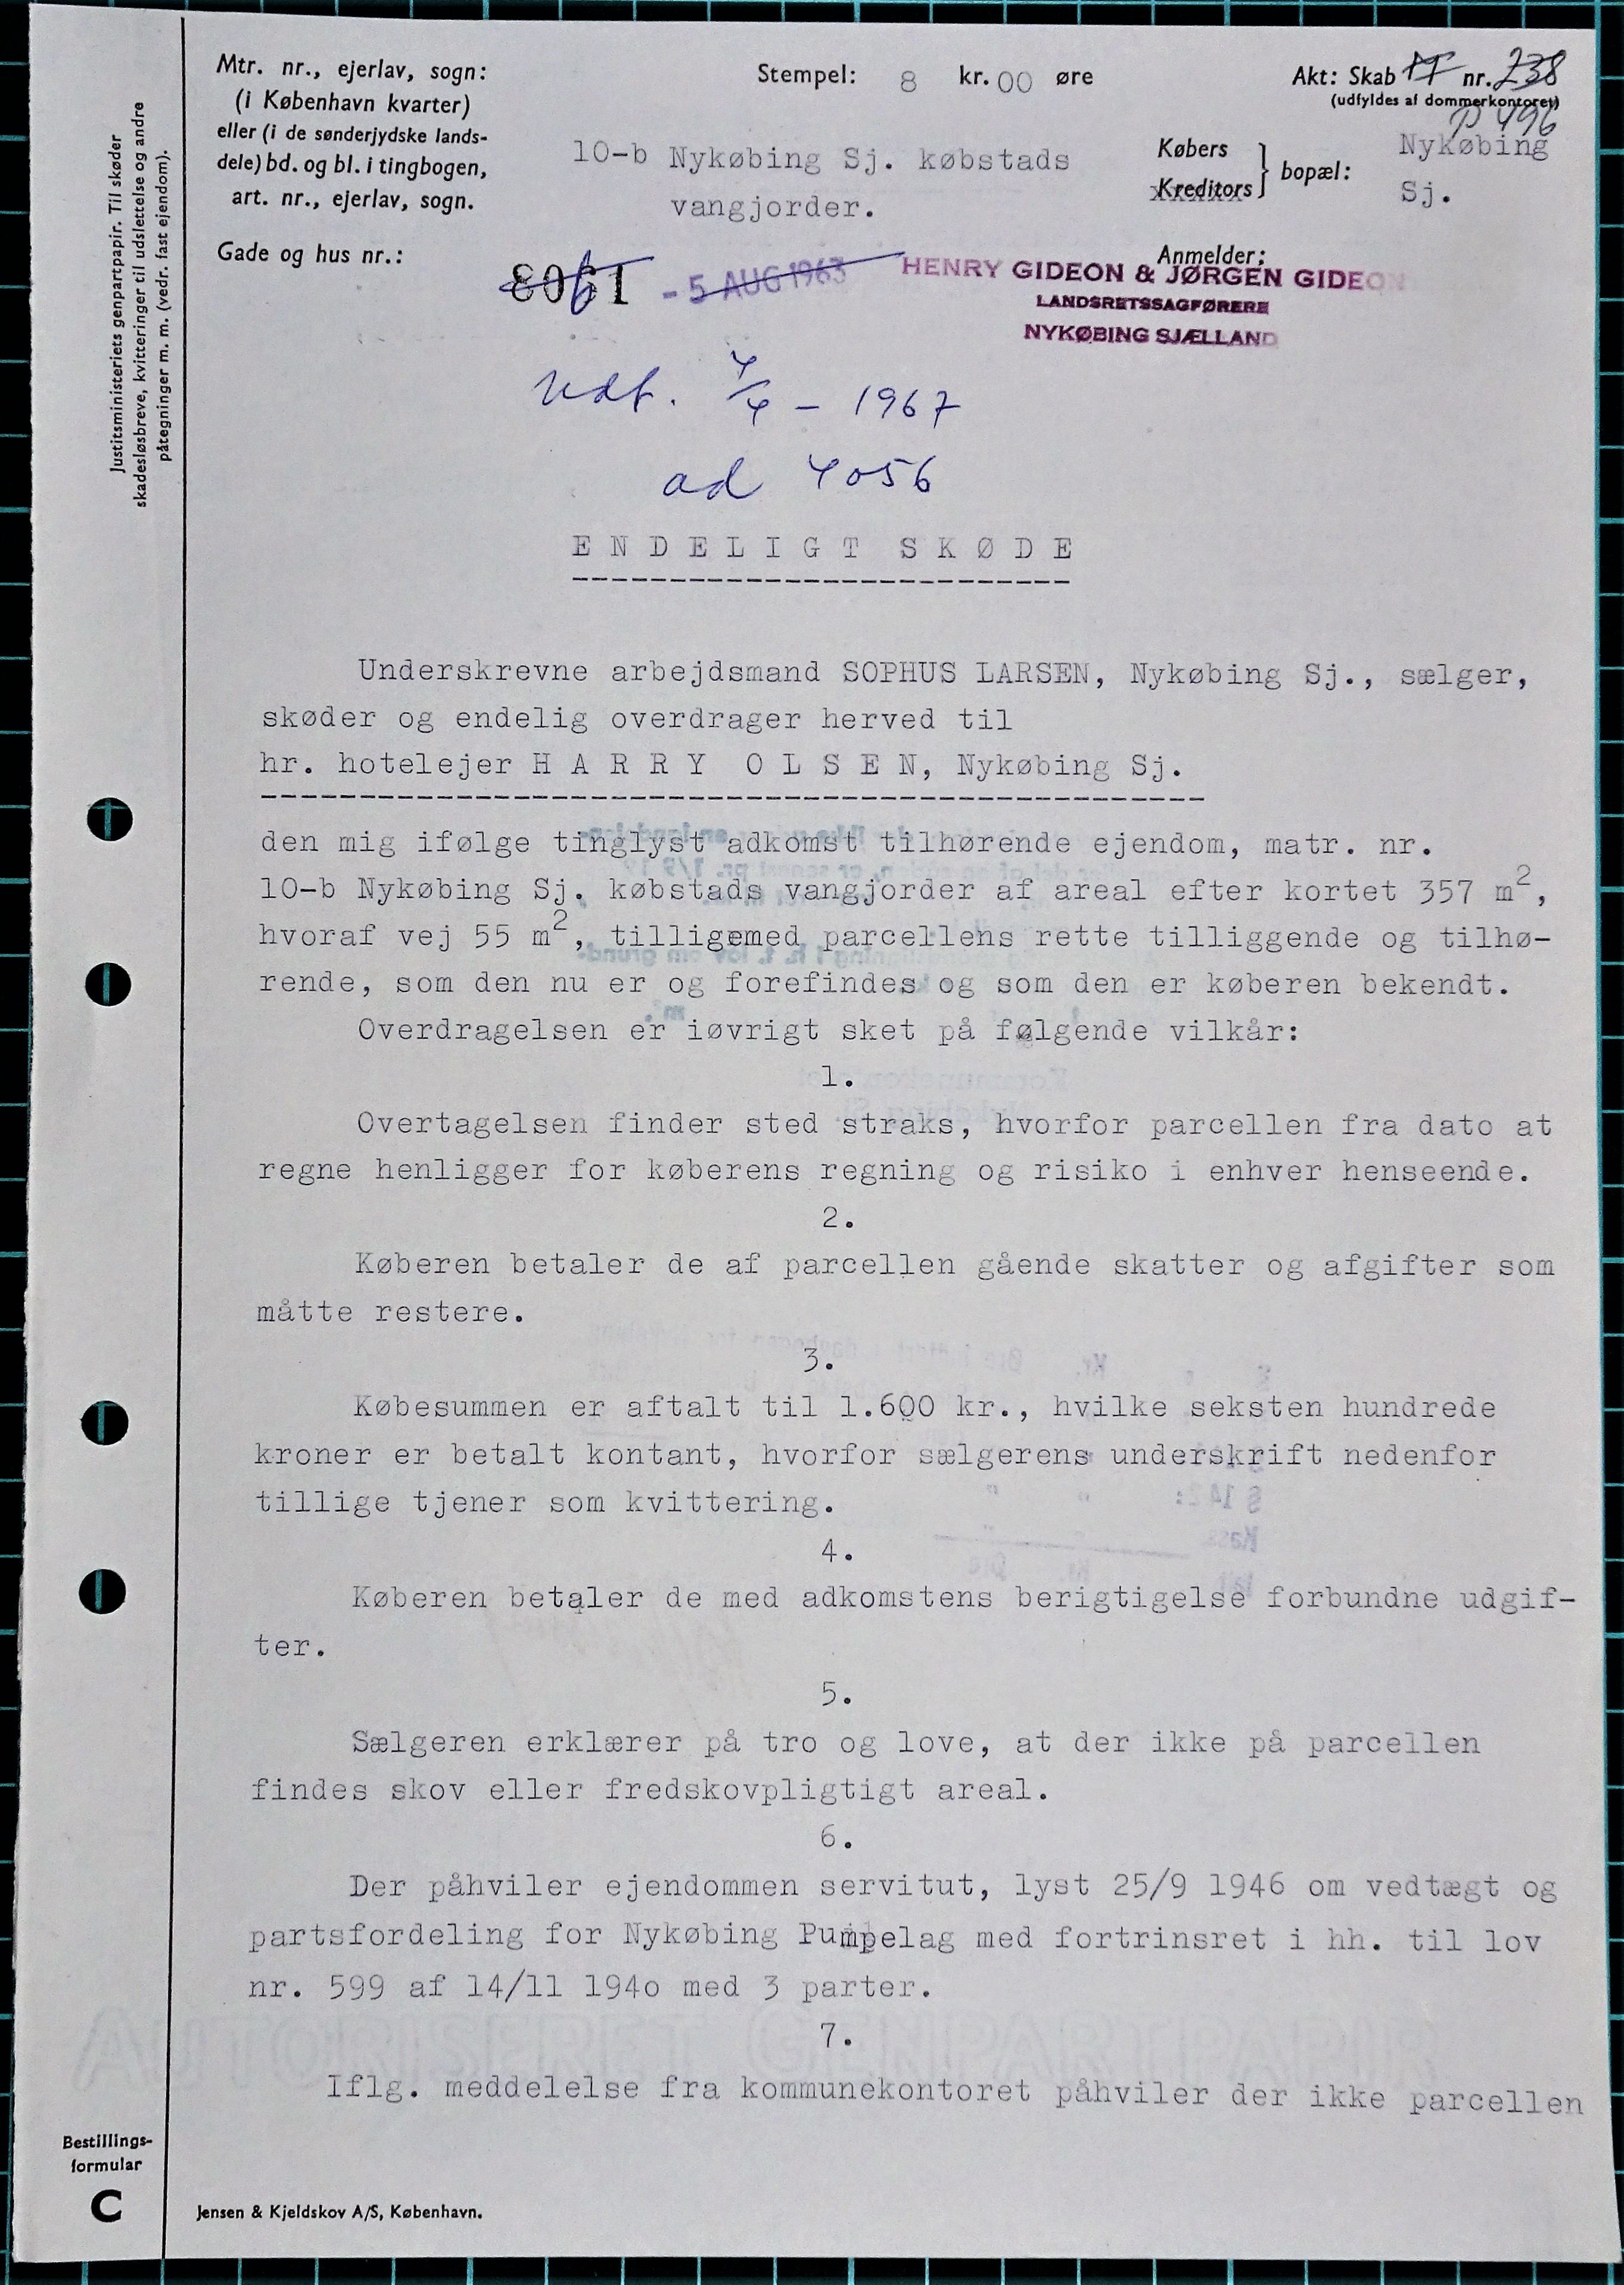 Justitsministeriets genpartpapir. Til skøder
skadesløsbreve, kvitteringer til udslettelse og andre
påtegninger m. m. (vedr. fast ejendom).
Mtr. nr., ejerlav, sogn:
(i København kvarter)
eller (i de sønderjydske lands-
dele) bd. og bl. i tingbogen,
art. nr., ejerlav, sogn.
Gade og hus nr.:
Stempel: 8 kr. 00 øre
10-b Nykøbing Sj. købstads
vangjorder.
Akt: Skab nr. 738
(udfyldes af dommerkontoret)
P 496
Købers
Kreditors
bopæl:
Nykøbing
Sj.
Anmelder:
8061 - 5 AUG 1963
HENRY GIDEON & JØRGEN GIDEON
LANDSRETSSAGFØRERE
NYKØBING SJÆLLAND
Udf. 4/4 - 1967
ad 4056
ENDELIGT SKØDE
Underskrevne arbejdsmand SOPHUS LARSEN, Nykøbing Sj., sælger,
skøder og endelig overdrager herved til
hr. hotelejer HARRY OLSEN, Nykøbing Sj.
den mig ifølge tinglyst adkomst tilhørende ejendom, matr. nr.
10-b Nykøbing Sj. købstads vangjorder af areal efter kortet 357 m2,
hvoraf vej 55 m2, tilligemed parcellens rette tilliggende og tilhø-
rende, som den nu er og forefindes og som den er køberen bekendt.
Overdragelsen er iøvrigt sket på følgende vilkår:
1.
Overtagelsen finder sted straks, hvorfor parcellen fra dato at
regne henligger for køberens regning og risiko i enhver henseende.
2.
Køberen betaler de af parcellen gående skatter og afgifter som
måtte restere.
3.
Købesummen er aftalt til 1.600 kr., hvilke seksten hundrede
kroner er betalt kontant, hvorfor sælgerens underskrift nedenfor
tillige tjener som kvittering.
4.
Køberen betaler de med adkomstens berigtigelse forbundne udgif-
ter.
5.
Sælgeren erklærer på tro og love, at der ikke på parcellen
findes skov eller fredskovpligtigt areal.
6.
Der påhviler ejendommen servitut, lyst 25/9 1946 om vedtægt og
partsfordeling for Nykøbing Pumpelag med fortrinsret i hh. til lov
nr. 599 af 14/11 194o med 3 parter.
7.
Iflg. meddelelse fra kommunekontoret påhviler der ikke parcellen
Bestillings-
formular
C
Jensen & Kjeldskov A/S, København.